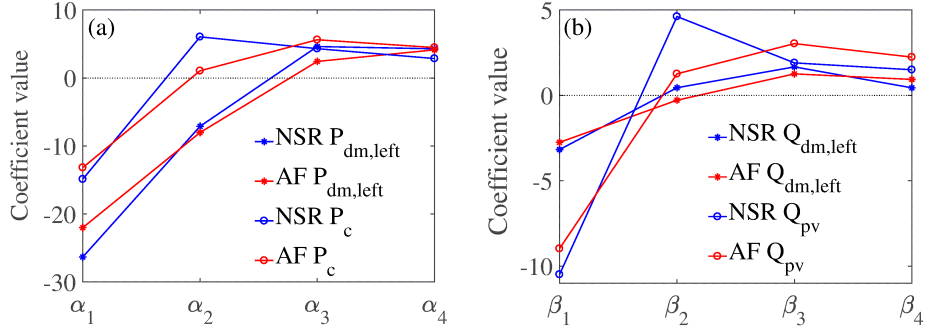 (a)
Coefficient value
10
0
-10
-20
-30
NSR P_dm,left
AF P_dm,left
NSR P_c
AF P_c
α_1 α_2 α_3 α_4
(b)
Coefficient value
5
0
-5
-10
NSR Q_dm,left
AF Q_dm,left
NSR Q_pv
AF Q_pv
β_1 β_2 β_3 β_4